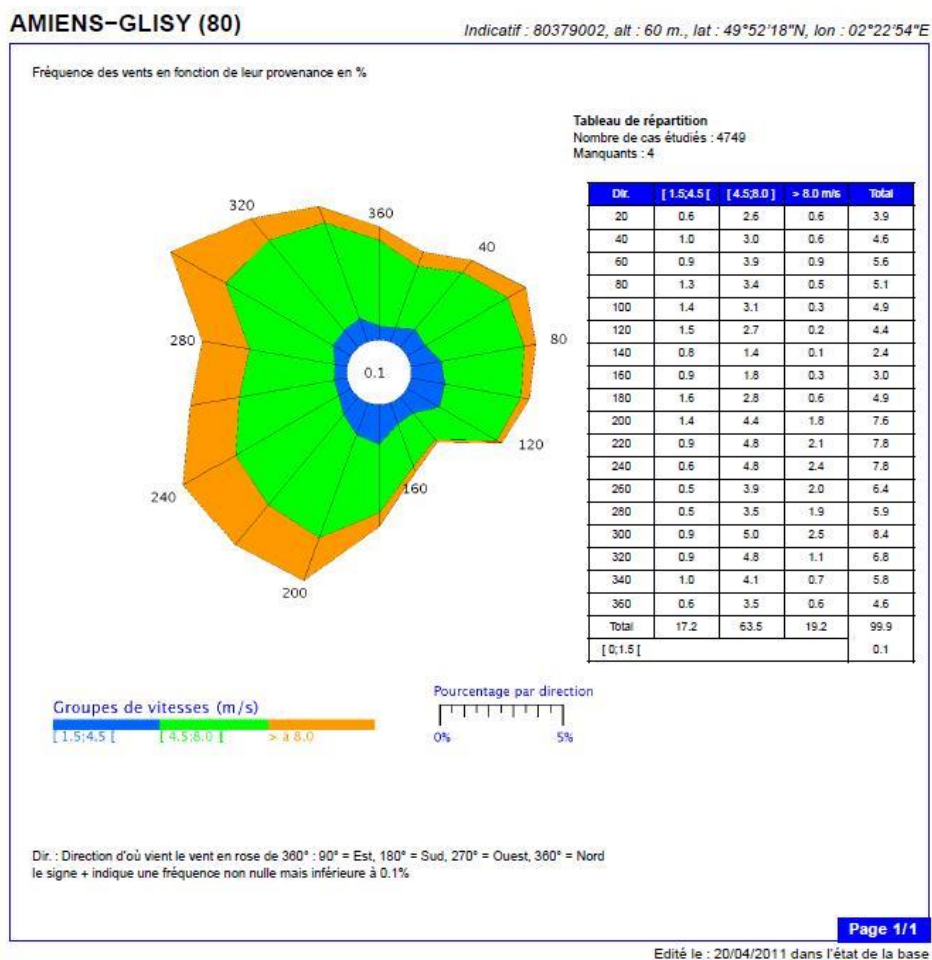 AMIENS−GLISY (80)
Indicatif : 80379002, alt : 60 m., lat : 49°52'18"N, lon : 02°22'54"E
Fréquence des vents en fonction de leur provenance en %
Tableau de répartition
Nombre de cas étudiés : 4749
Manquants : 4
320
360
40
280
80
0.1
120
240
160
200
Dir. [ 1.5;4.5 [ [ 4.5;8.0 ] > 8.0 m/s Total
20 0.6 2.6 0.6 3.9
40 1.0 3.0 0.6 4.6
60 0.9 3.9 0.9 5.6
80 1.3 3.4 0.5 5.1
100 1.4 3.1 0.3 4.9
120 1.5 2.7 0.2 4.4
140 0.8 1.4 0.1 2.4
160 0.9 1.8 0.3 3.0
180 1.6 2.8 0.6 4.9
200 1.4 4.4 1.8 7.6
220 0.9 4.8 2.1 7.8
240 0.6 4.8 2.4 7.8
260 0.5 3.9 2.0 6.4
280 0.5 3.5 1.9 5.9
300 0.9 5.0 2.5 8.4
320 0.9 4.8 1.1 6.8
340 1.0 4.1 0.7 5.8
360 0.6 3.5 0.6 4.6
Total 17.2 63.5 19.2 99.9
[ 0;1.5 [ 0.1
Groupes de vitesses (m/s)
[ 1.5;4.5 [ [ 4.5;8.0 ] > à 8.0
Pourcentage par direction
0% 5%
Dir. : Direction d'où vient le vent en rose de 360° : 90° = Est, 180° = Sud, 270° = Ouest, 360° = Nord
le signe + indique une fréquence non nulle mais inférieure à 0.1%
Page 1/1
Edité le : 20/04/2011 dans l'état de la base